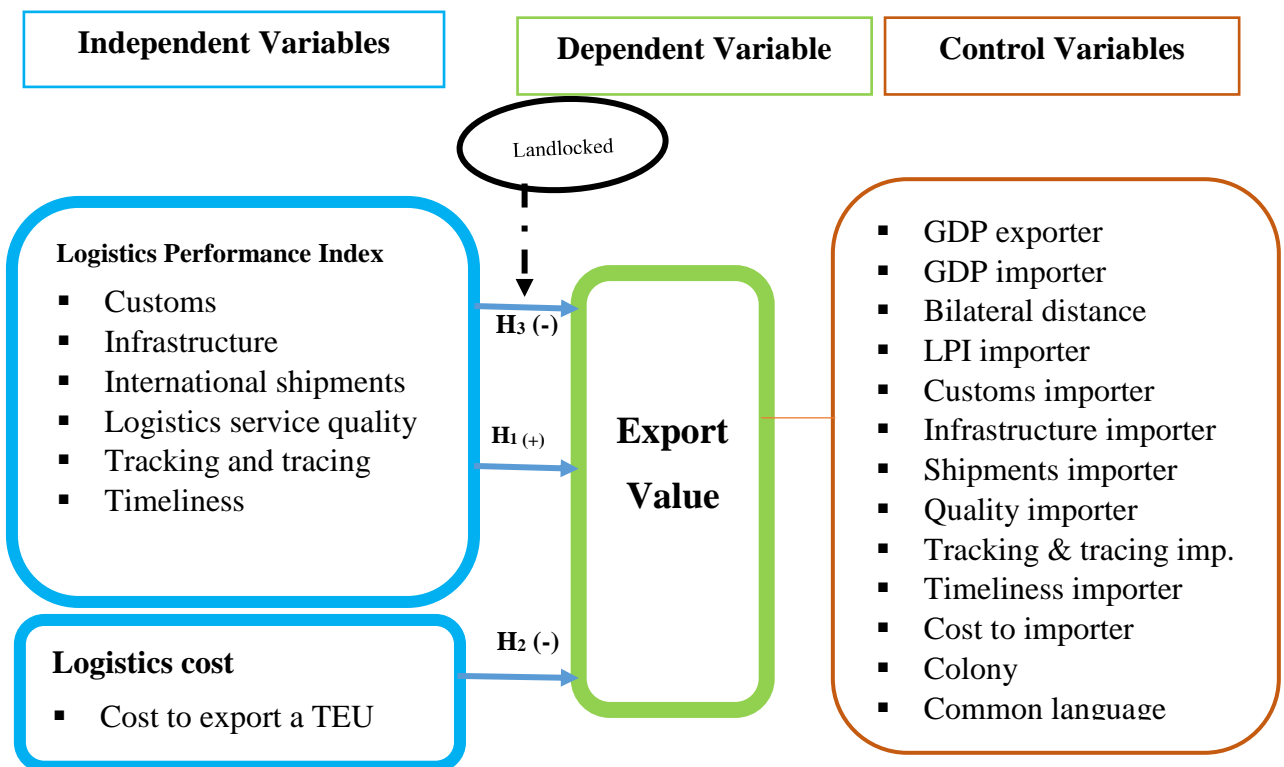 Independent Variables
Dependent Variable
Control Variables
Landlocked
Logistics Performance Index
▪ Customs
▪ Infrastructure
▪ International shipments
▪ Logistics service quality
▪ Tracking and tracing
▪ Timeliness
H3 (-)
H1 (+)
H2 (-)
Logistics cost
▪ Cost to export a TEU
Export
Value
▪ GDP exporter
▪ GDP importer
▪ Bilateral distance
▪ LPI importer
▪ Customs importer
▪ Infrastructure importer
▪ Shipments importer
▪ Quality importer
▪ Tracking & tracing imp.
▪ Timeliness importer
▪ Cost to importer
▪ Colony
▪ Common language